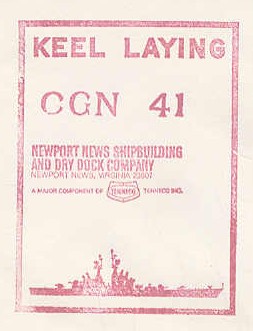 KEEL LAYING
CGN 41
NEWPORT NEWS SHIPBUILDING
AND DRY DOCK COMPANY
NEWPORT NEWS, VIRGINIA 23607
A MAJOR COMPONENT OF TENNECO TENNECO INC.